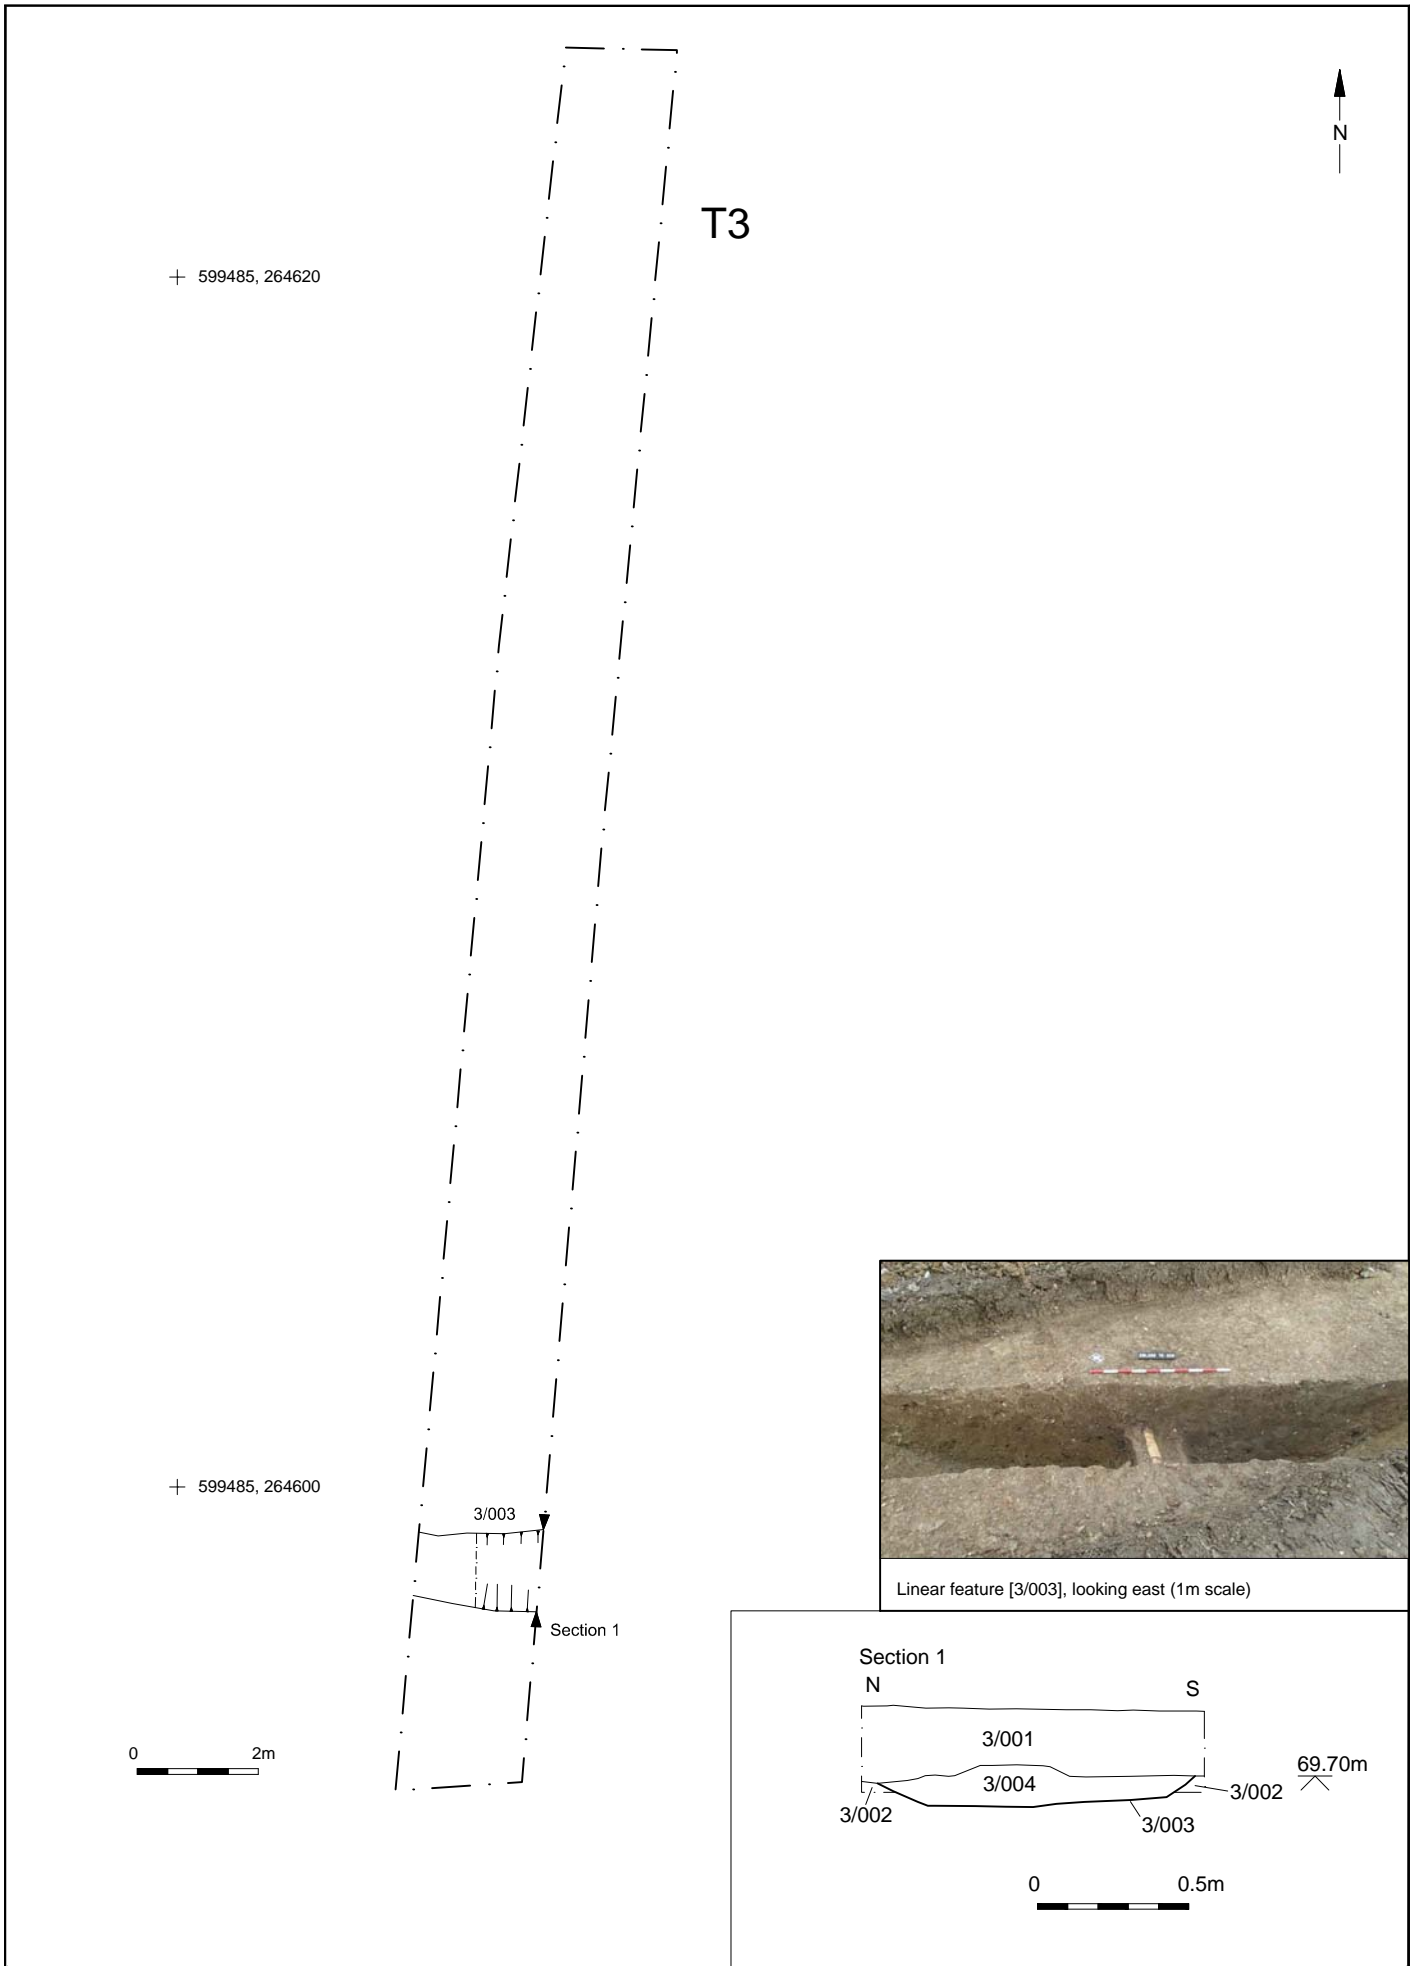 N
T3
599485, 264620
599485, 264600
3/003
Section 1
0 2m
Linear feature [3/003], looking east (1m scale)
Section 1
N S
3/001
3/004
69.70m
3/002
3/002
3/003
0 0.5m